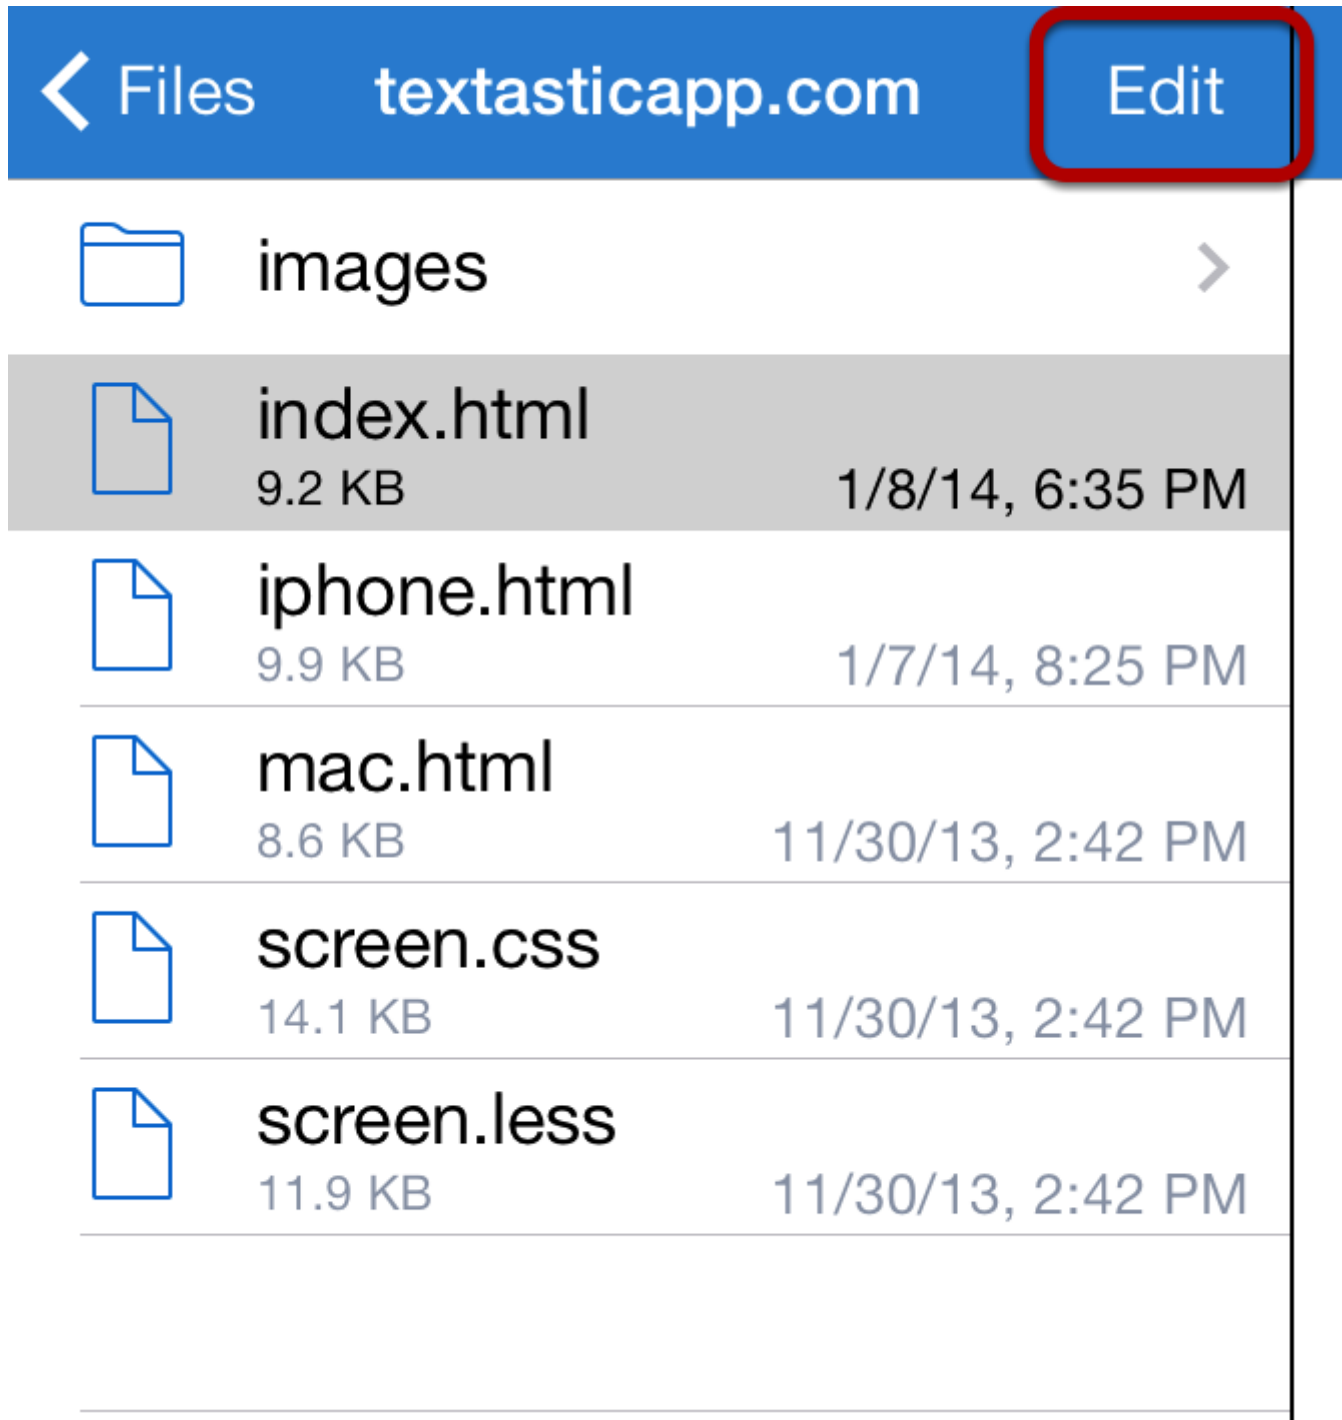 Files textasticapp.com Edit
images
index.html
9.2 KB 1/8/14, 6:35 PM
iphone.html
9.9 KB 1/7/14, 8:25 PM
mac.html
8.6 KB 11/30/13, 2:42 PM
screen.css
14.1 KB 11/30/13, 2:42 PM
screen.less
11.9 KB 11/30/13, 2:42 PM